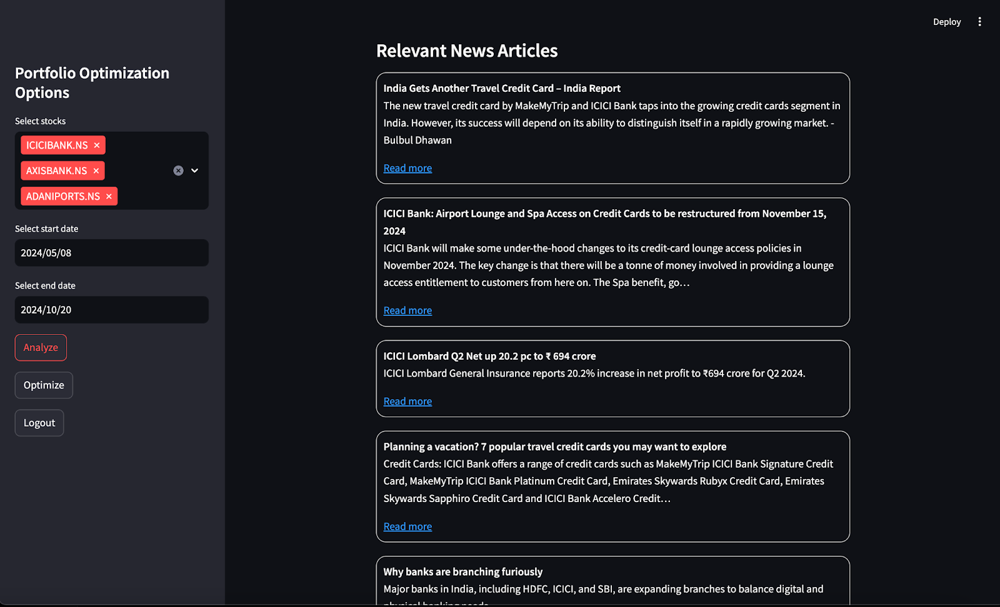 Deploy
Portfolio Optimization
Options
Select stocks
ICICIBANK.NS ×
AXISBANK.NS ×
ADANIPORTS.NS ×
Select start date
2024/05/08
Select end date
2024/10/20
Analyze
Optimize
Logout
Relevant News Articles
India Gets Another Travel Credit Card – India Report
The new travel credit card by MakeMyTrip and ICICI Bank taps into the growing credit cards segment in
India. However, its success will depend on its ability to distinguish itself in a rapidly growing market. -
Bulbul Dhawan
Read more
ICICI Bank: Airport Lounge and Spa Access on Credit Cards to be restructured from November 15,
2024
ICICI Bank will make some under-the-hood changes to its credit-card lounge access policies in
November 2024. The key change is that there will be a tonne of money involved in providing a lounge
access entitlement to customers from here on. The Spa benefit, go…
Read more
ICICI Lombard Q2 Net up 20.2 pc to ₹ 694 crore
ICICI Lombard General Insurance reports 20.2% increase in net profit to ₹694 crore for Q2 2024.
Read more
Planning a vacation? 7 popular travel credit cards you may want to explore
Credit Cards: ICICI Bank offers a range of credit cards such as MakeMyTrip ICICI Bank Signature Credit
Card, MakeMyTrip ICICI Bank Platinum Credit Card, Emirates Skywards Rubyx Credit Card, Emirates
Skywards Sapphiro Credit Card and ICICI Bank Accelero Credit…
Read more
Why banks are branching furiously
Major banks in India, including HDFC, ICICI, and SBI, are expanding branches to balance digital and